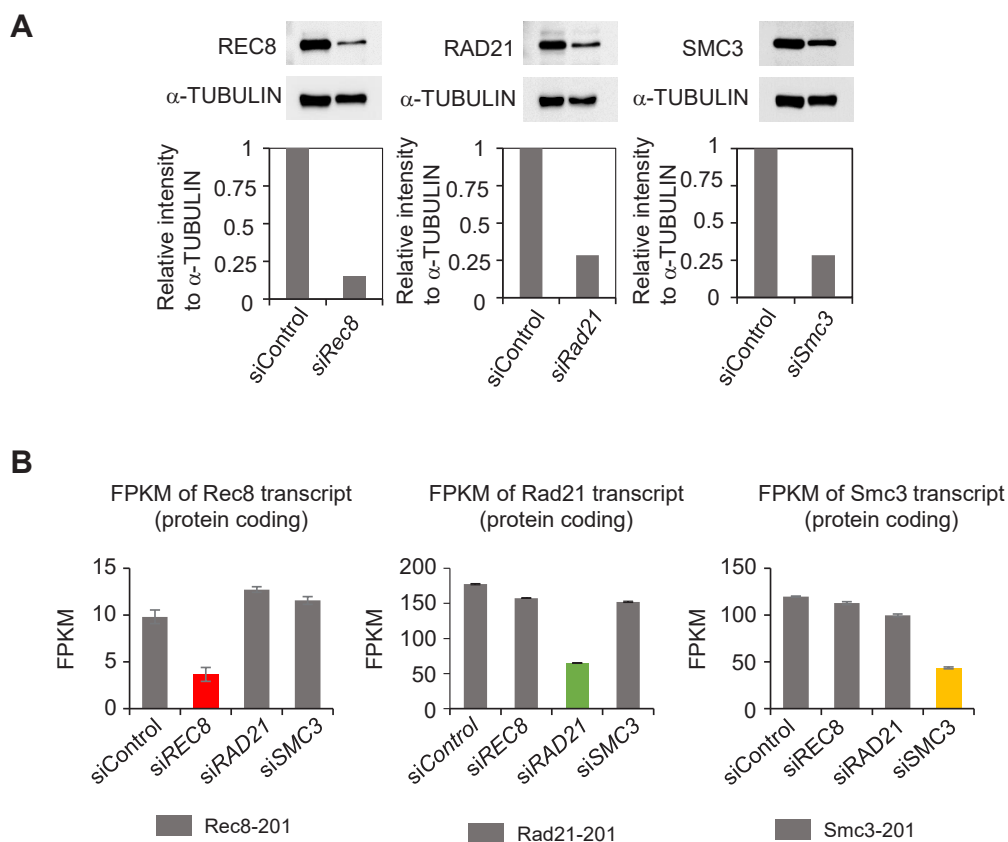 A
REC8
RAD21
SMC3
α-TUBULIN
α-TUBULIN
α-TUBULIN
Relative intensity
to α-TUBULIN
1
0.75
0.5
0.25
0
siControl
siRec8
Relative intensity
to α-TUBULIN
1
0.75
0.5
0.25
0
siControl
siRad21
Relative intensity
to α-TUBULIN
1
0.75
0.5
0.25
0
siControl
siSmc3
B
FPKM of Rec8 transcript
(protein coding)
FPKM
15
10
5
0
siControl
siREC8
siRAD21
siSMC3
Rec8-201
FPKM of Rad21 transcript
(protein coding)
FPKM
200
150
100
50
0
siControl
siREC8
siRAD21
siSMC3
Rad21-201
FPKM of Smc3 transcript
(protein coding)
FPKM
150
100
50
0
siControl
siREC8
siRAD21
siSMC3
Smc3-201